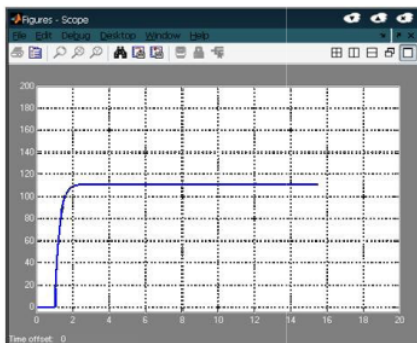 Figures - Scope
File Edit Debug Desktop Window Help
200
180
160
140
120
100
80
60
40
20
0
0 2 4 6 8 10 12 14 16 18 20
Time offset: 0